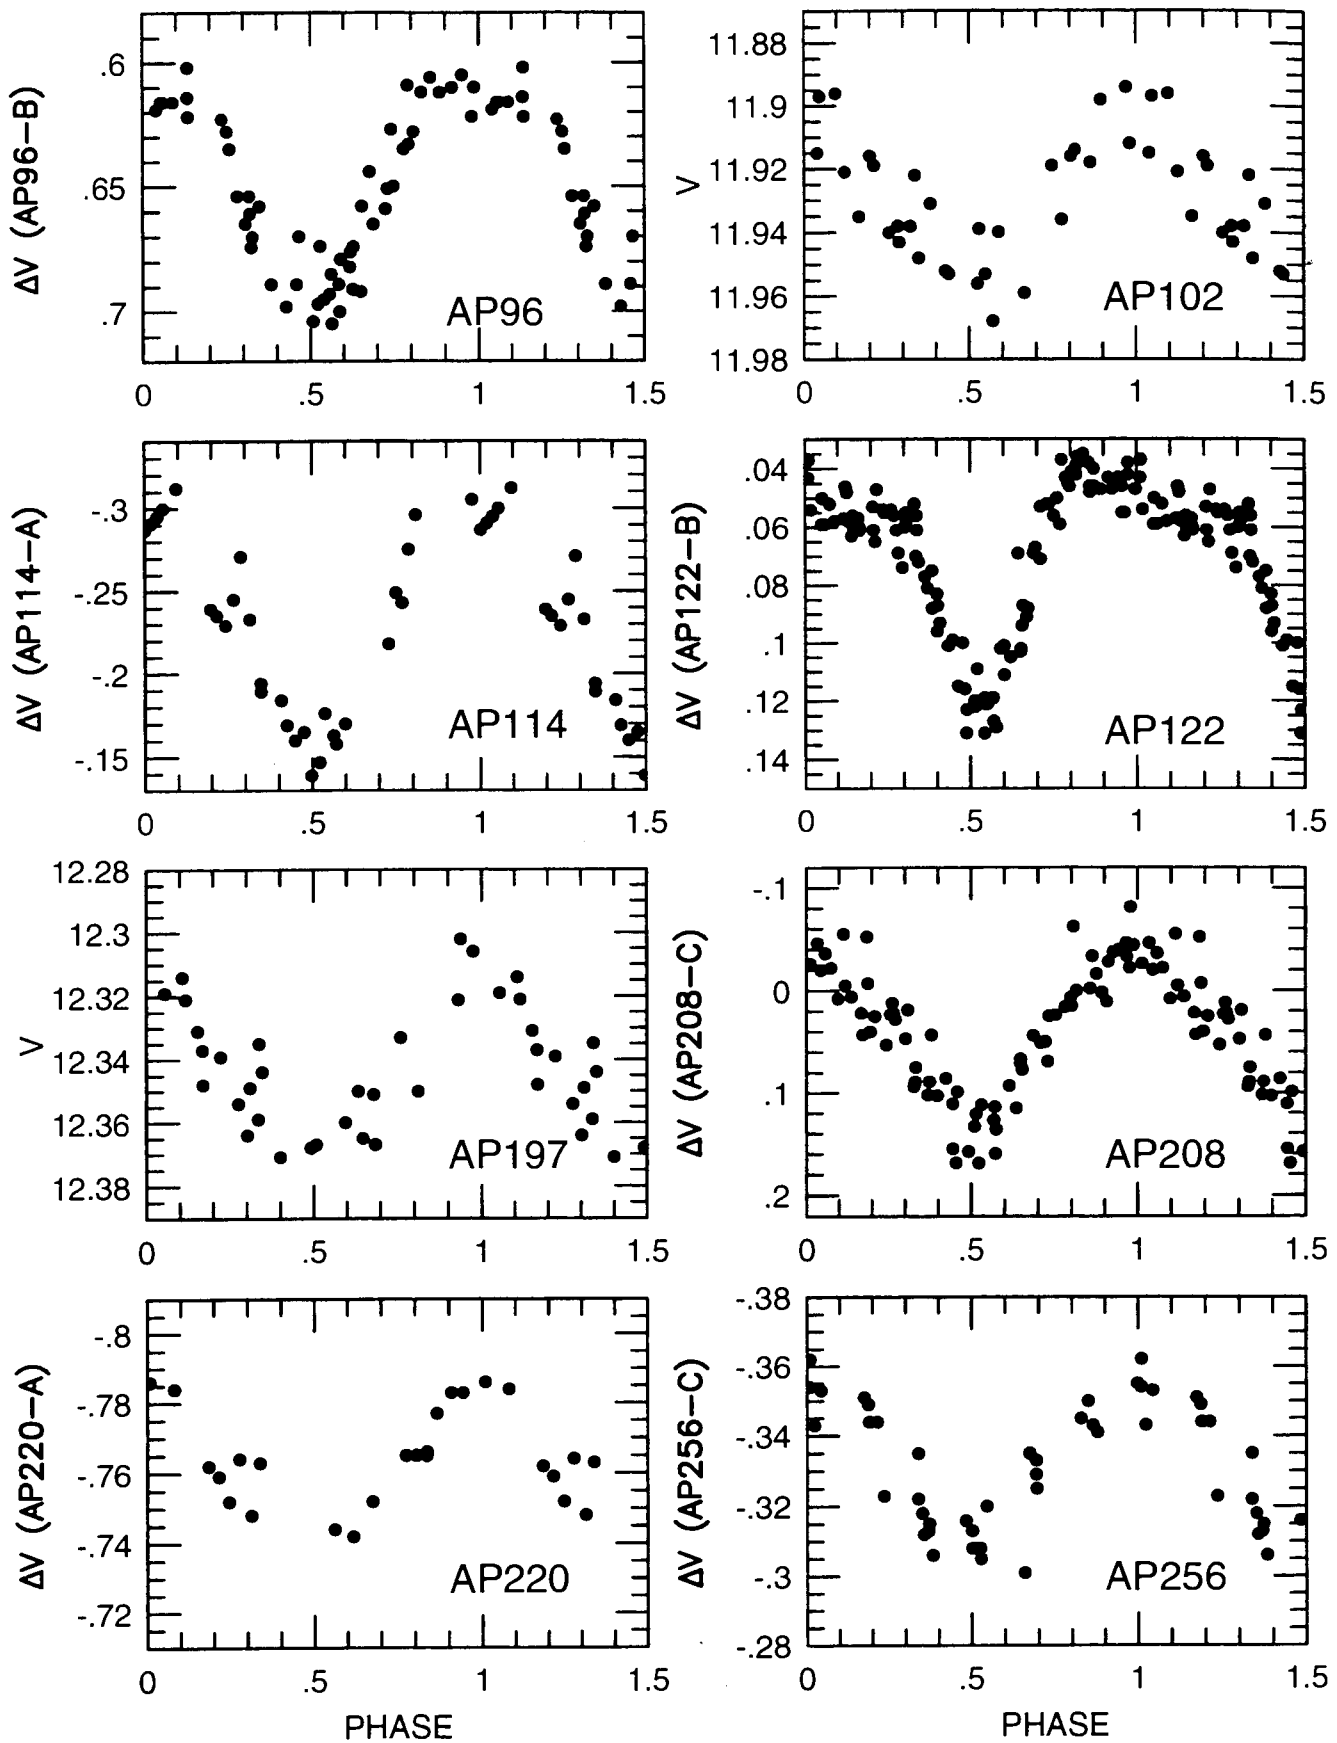 ΔV (AP96–B)
.6
.65
.7
AP96
0 .5 1 1.5
V
11.88
11.9
11.92
11.94
11.96
11.98
AP102
0 .5 1 1.5
ΔV (AP114–A)
-.3
-.25
-.2
-.15
AP114
0 .5 1 1.5
ΔV (AP122–B)
.04
.06
.08
.1
.12
.14
AP122
0 .5 1 1.5
V
12.28
12.3
12.32
12.34
12.36
12.38
AP197
0 .5 1 1.5
ΔV (AP208–C)
-.1
0
.1
.2
AP208
0 .5 1 1.5
ΔV (AP220–A)
-.8
-.78
-.76
-.74
-.72
AP220
0 .5 1 1.5
PHASE
ΔV (AP256–C)
-.38
-.36
-.34
-.32
-.3
-.28
AP256
0 .5 1 1.5
PHASE